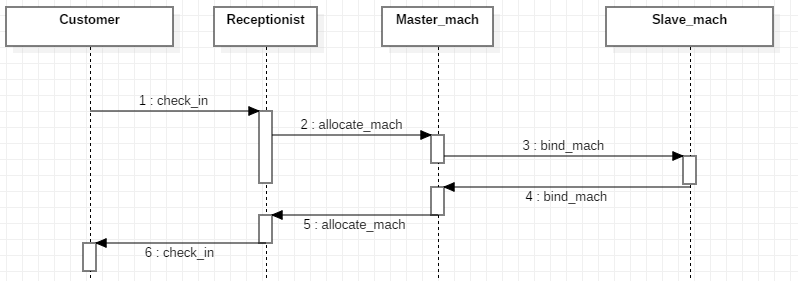 Customer
Receptionist
Master_mach
Slave_mach
1 : check_in
2 : allocate_mach
3 : bind_mach
4 : bind_mach
5 : allocate_mach
6 : check_in